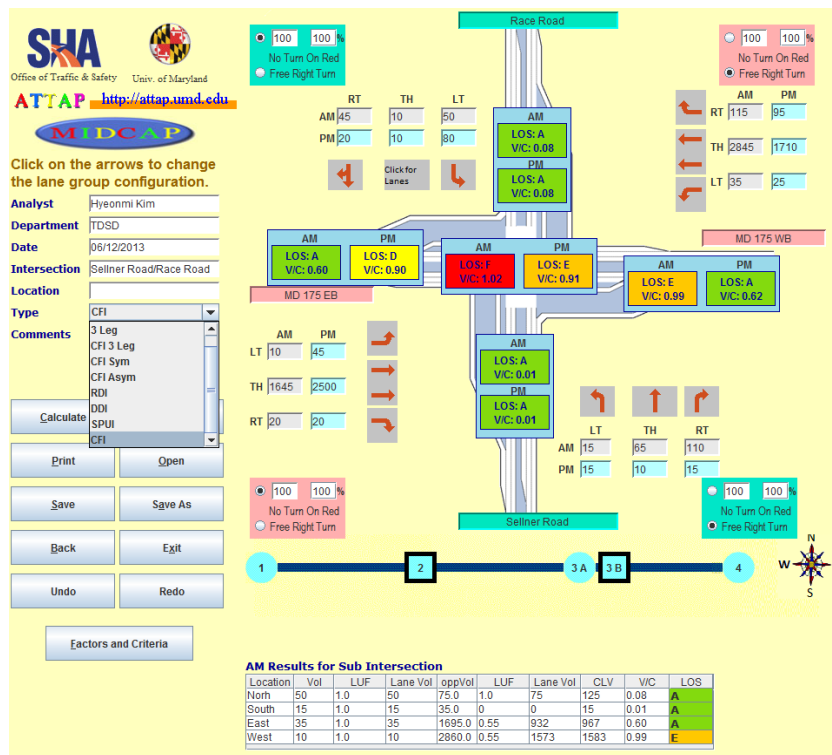 SHA
Office of Traffic & Safety
Univ. of Maryland
ATTAP http://attap.umd.edu
MIDCAP
Click on the arrows to change
the lane group configuration.
Analyst Hyeonmi Kim
Department TDSD
Date 06/12/2013
Intersection Sellner Road/Race Road
Location
Type CFI
Comments
3 Leg
CFI 3 Leg
CFI Sym
CFI Asym
RDI
DDI
SPUI
CFI
Calculate
Print Open
Save Save As
Back Exit
Undo Redo
Factors and Criteria
100 100 %
No Turn On Red
Free Right Turn
Race Road
100 100 %
No Turn On Red
Free Right Turn
RT TH LT
AM 45 10 50
PM 20 10 80
Click for
Lanes
AM
LOS: A
V/C: 0.08
PM
LOS: A
V/C: 0.08
AM PM
RT 115 95
TH 2845 1710
LT 35 25
MD 175 WB
AM PM
LOS: A LOS: D
V/C: 0.60 V/C: 0.90
MD 175 EB
AM PM
LOS: F LOS: E
V/C: 1.02 V/C: 0.91
AM PM
LOS: E LOS: A
V/C: 0.99 V/C: 0.62
AM PM
LT 10 45
TH 1645 2500
RT 20 20
AM
LOS: A
V/C: 0.01
PM
LOS: A
V/C: 0.01
LT TH RT
AM 15 65 110
PM 15 10 15
100 100 %
No Turn On Red
Free Right Turn
Sellner Road
100 100 %
No Turn On Red
Free Right Turn
1 2 3 A 3 B 4
N
W
S
AM Results for Sub Intersection
Location Vol LUF Lane Vol oppVol LUF Lane Vol CLV V/C LOS
Norh 50 1.0 50 75.0 1.0 75 125 0.08 A
South 15 1.0 15 35.0 0 0 15 0.01 A
East 35 1.0 35 1695.0 0.55 932 967 0.60 A
West 10 1.0 10 2860.0 0.55 1573 1583 0.99 E